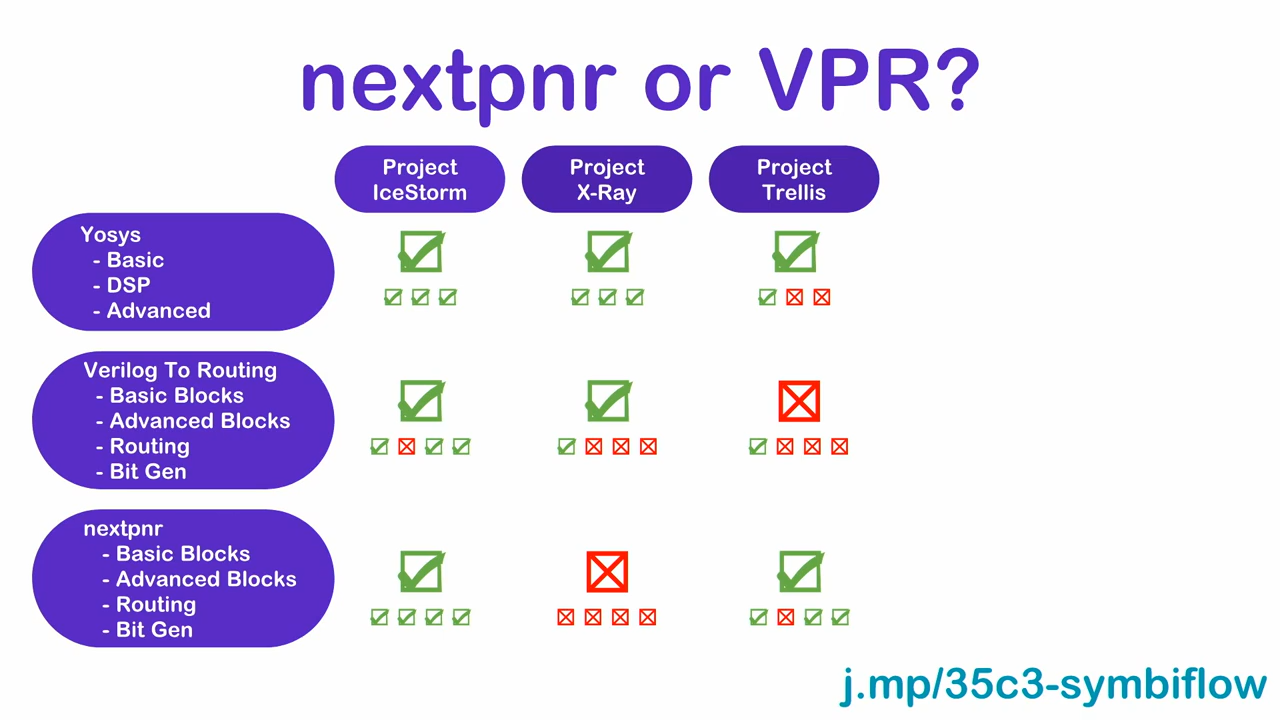 nextpnr or VPR?
Project
IceStorm
Project
X-Ray
Project
Trellis
Yosys
- Basic
- DSP
- Advanced
Verilog To Routing
- Basic Blocks
- Advanced Blocks
- Routing
- Bit Gen
nextpnr
- Basic Blocks
- Advanced Blocks
- Routing
- Bit Gen
j.mp/35c3-symbiflow